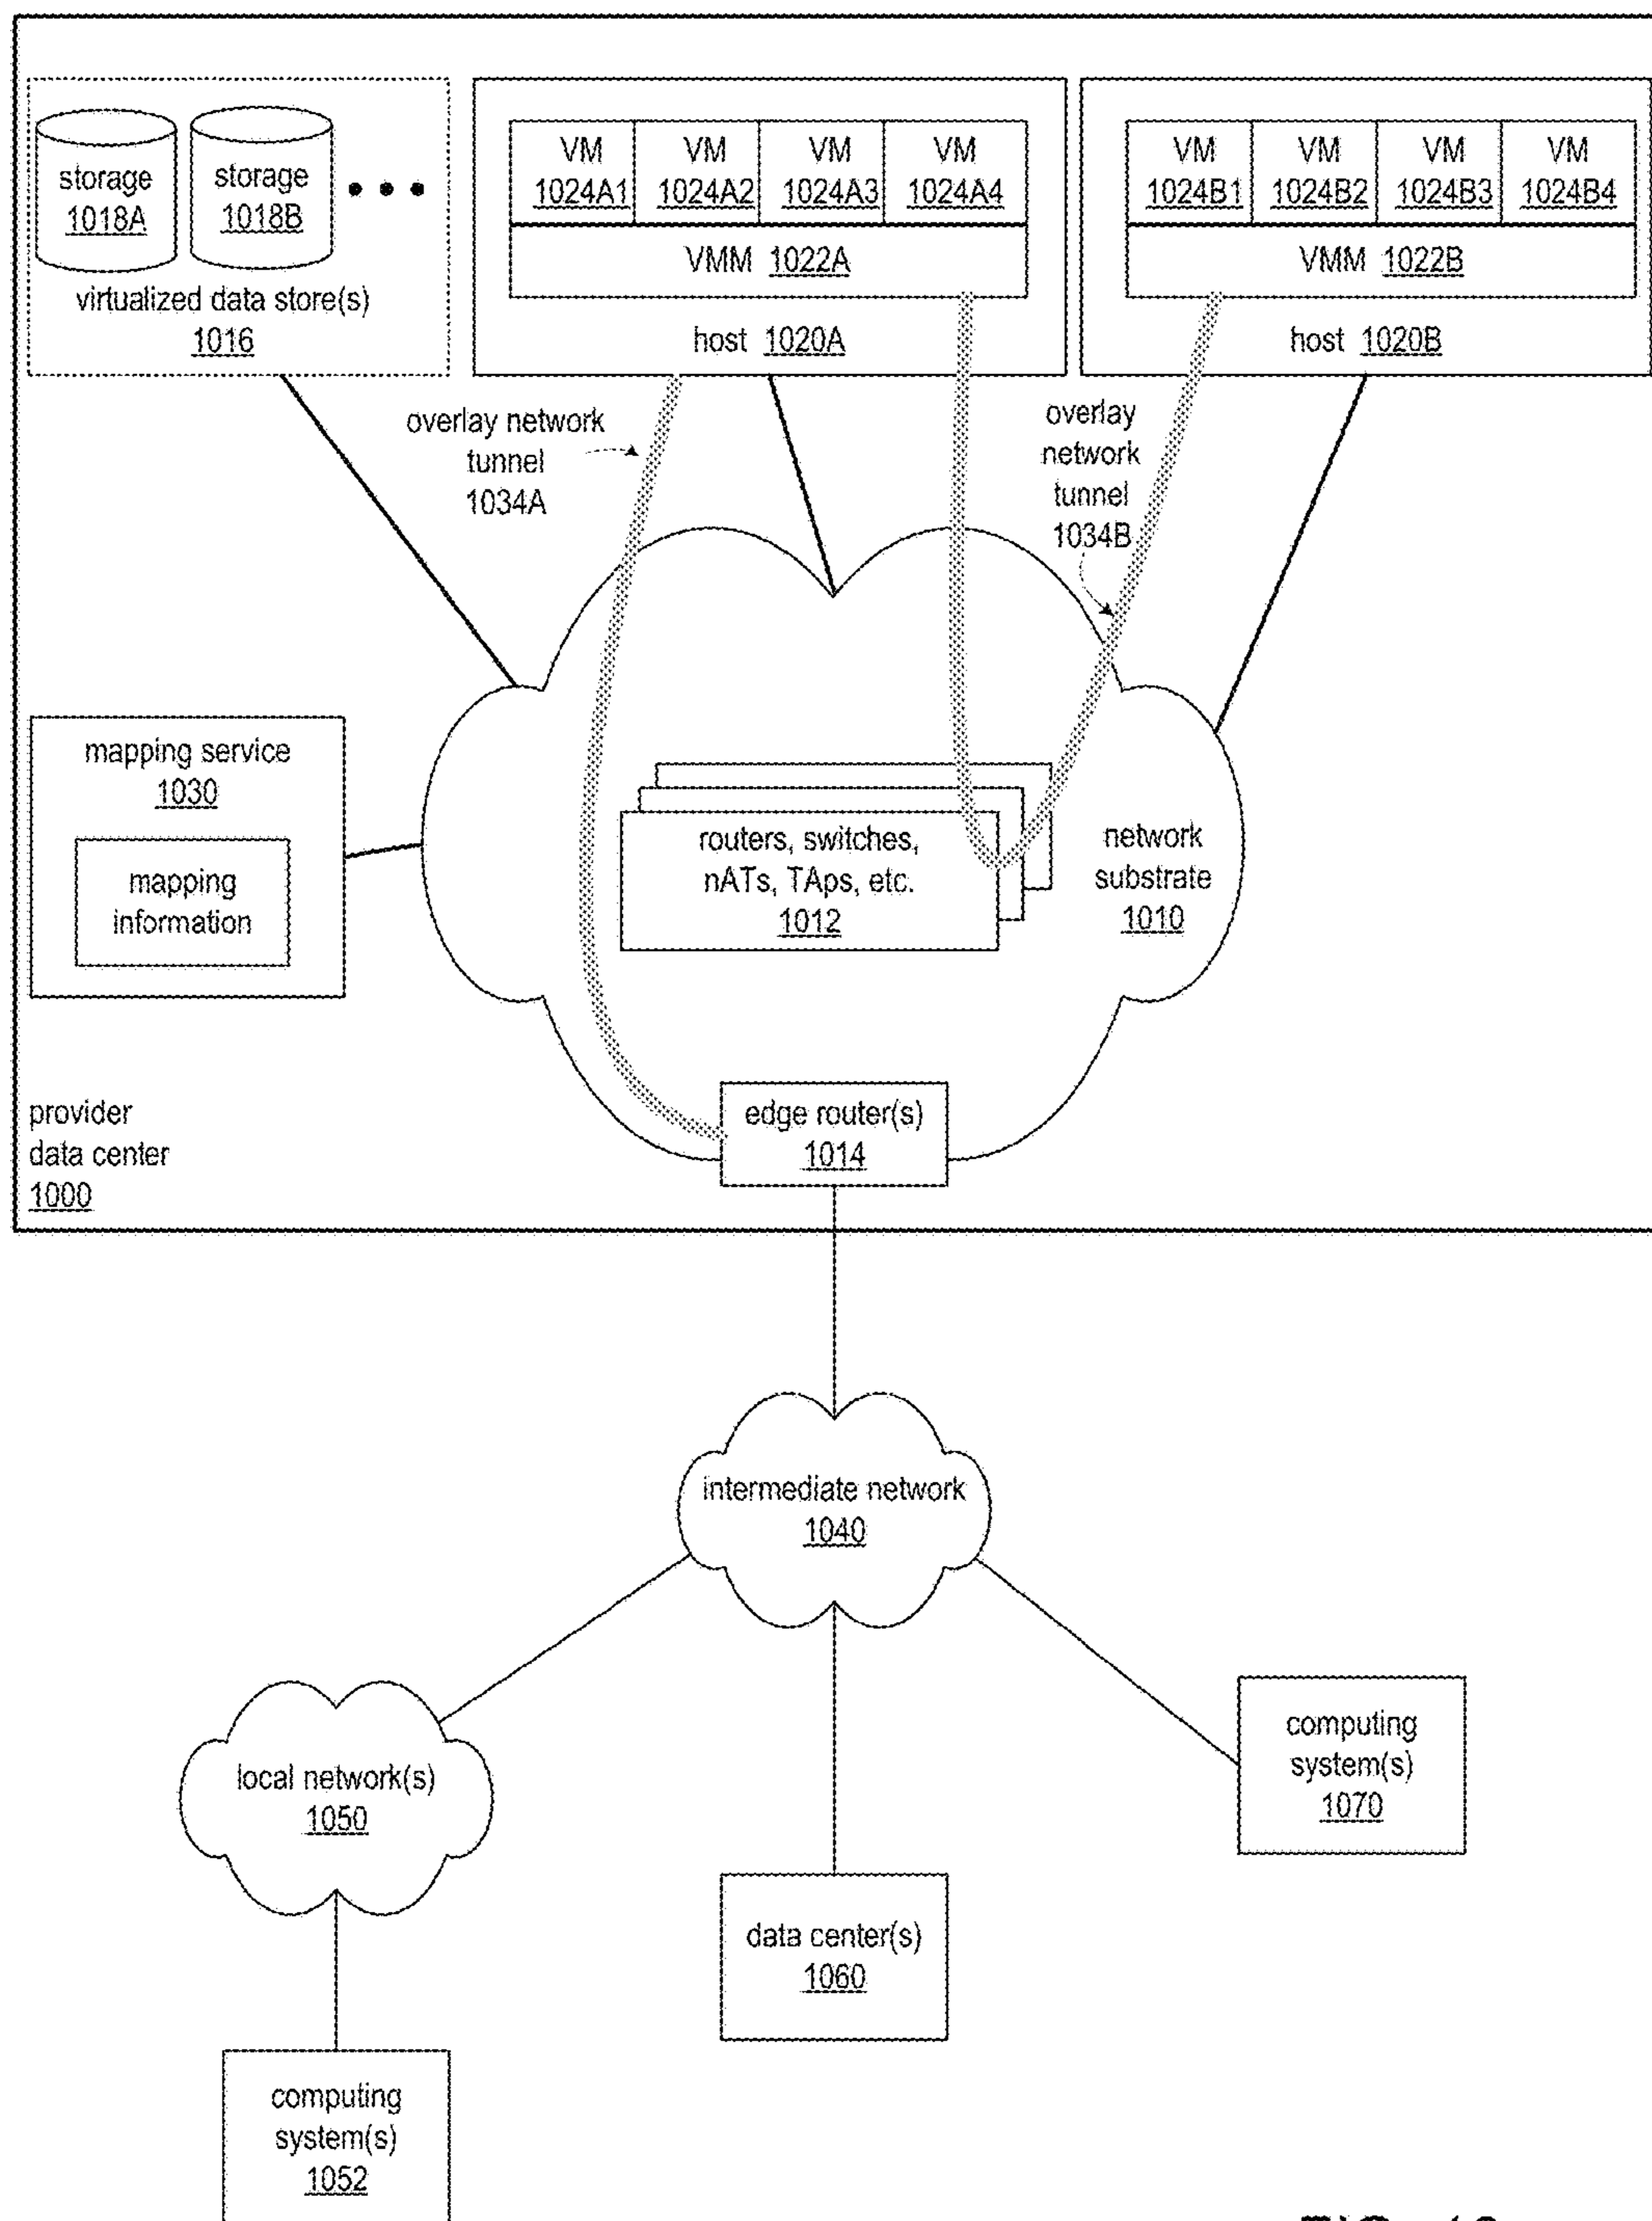 storage
1018A
storage
1018B
virtualized data store(s)
1016
VM
1024A1
VM
1024A2
VM
1024A3
VM
1024A4
VMM 1022A
host 1020A
VM
1024B1
VM
1024B2
VM
1024B3
VM
1024B4
VMM 1022B
host 1020B
overlay network
tunnel
1034A
overlay
network
tunnel
1034B
mapping service
1030
mapping
information
routers, switches,
nATs, TAps, etc.
1012
network
substrate
1010
edge router(s)
1014
provider
data center
1000
intermediate network
1040
local network(s)
1050
computing
system(s)
1070
data center(s)
1060
computing
system(s)
1052